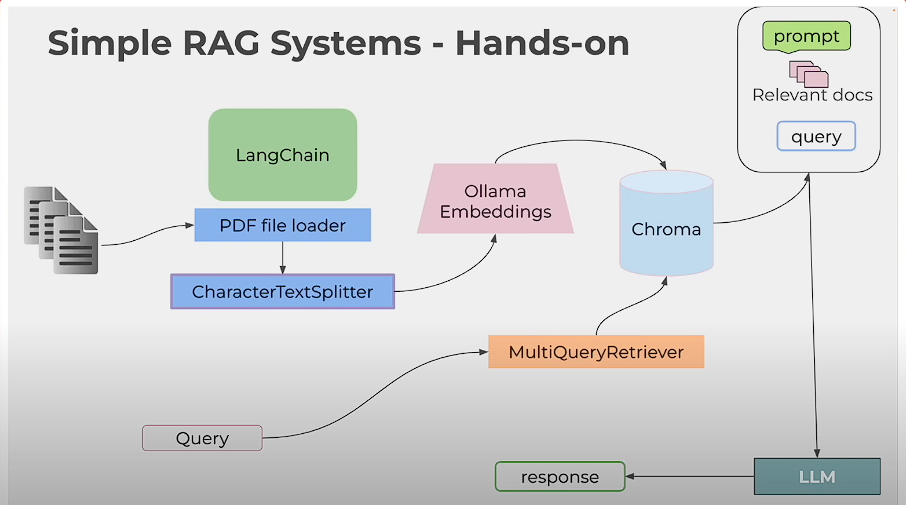 Simple RAG Systems - Hands-on
prompt
Relevant docs
query
LangChain
PDF file loader
CharacterTextSplitter
Ollama
Embeddings
Chroma
MultiQueryRetriever
Query
response
LLM